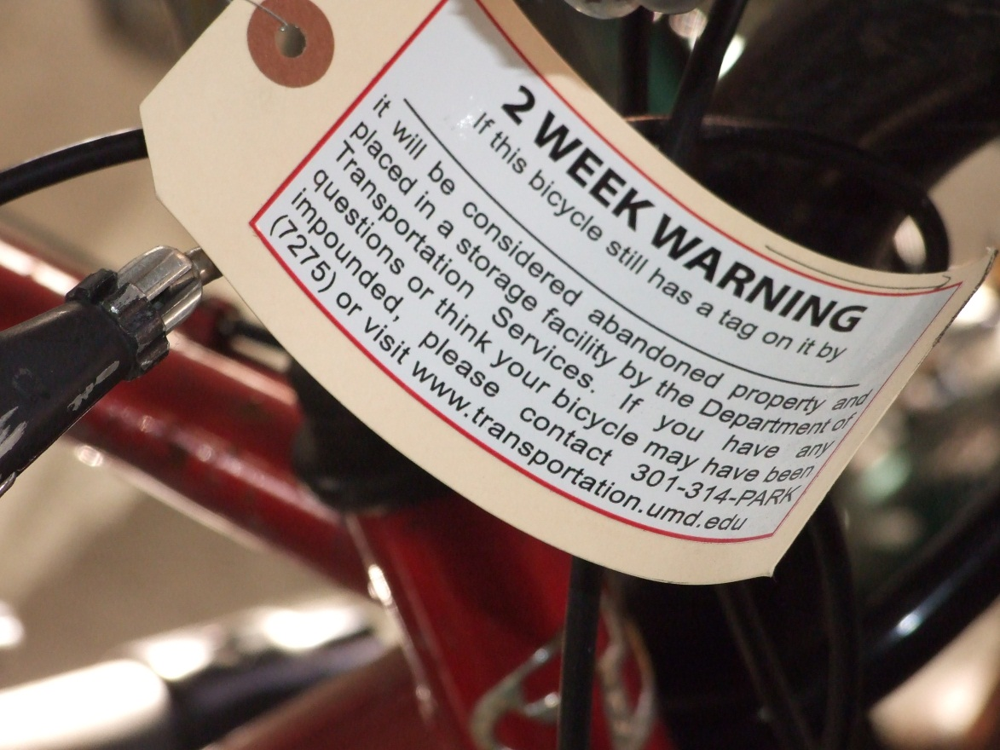 2 WEEK WARNING
If this bicycle still has a tag on it by
it will be considered abandoned property and
placed in a storage facility by the Department of
Transportation Services. If you have any
questions or think your bicycle may have been
impounded, please contact 301-314-PARK
(7275) or visit www.transportation.umd.edu